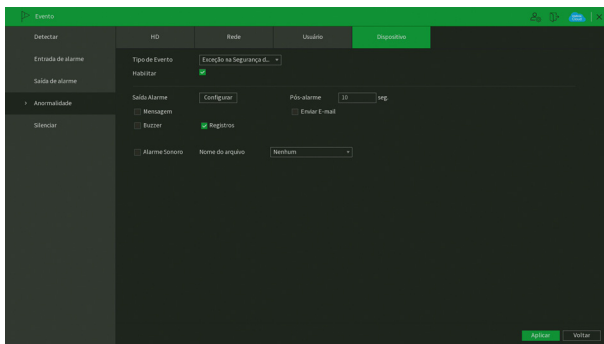 Evento
Detectar
HD
Rede
Usuário
Dispositivo
Entrada de alarme
Tipo de Evento
Exceção na Segurança d..
Habilitar
Saída de alarme
Saída Alarme
Configurar
Pós-alarme
10
seg.
Anormalidade
Mensagem
Enviar E-mail
Silenciar
Buzzer
Registros
Alarme Sonoro
Nome do arquivo
Nenhum
Aplicar
Voltar